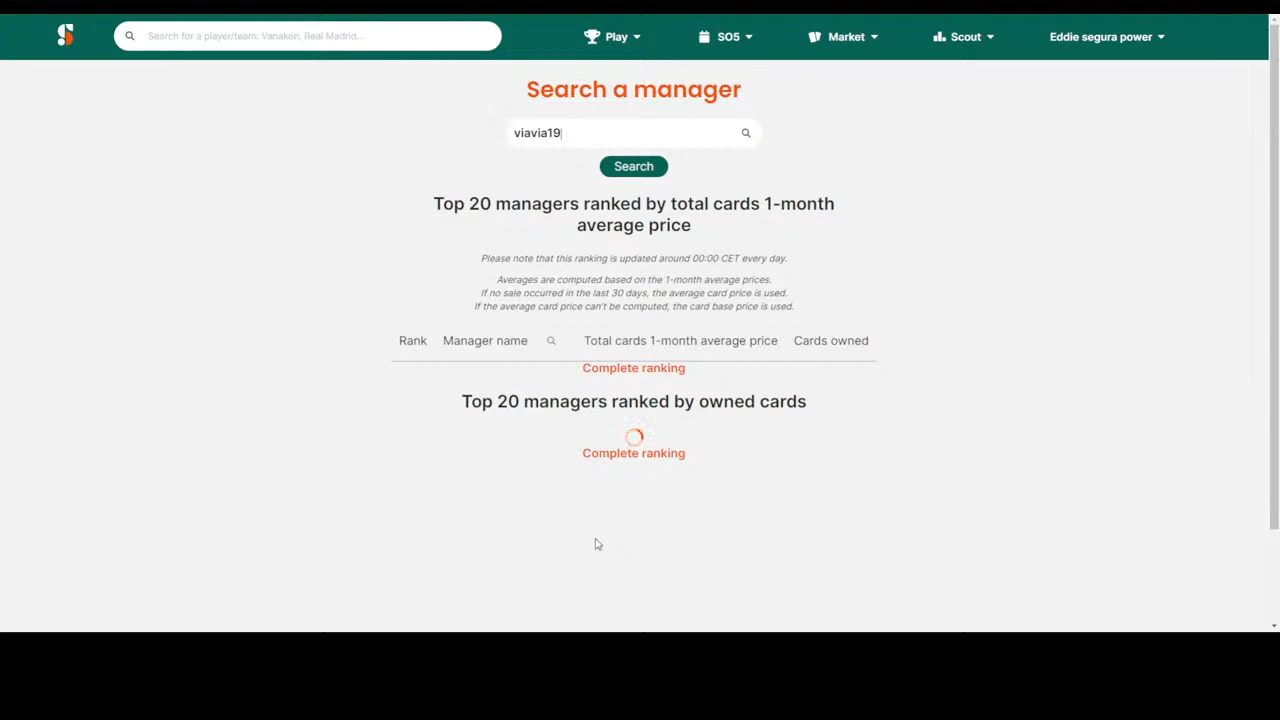 Search for a player/team: Vanaken, Real Madrid...
Play
SO5
Market
Scout
Eddie segura power
Search a manager
viavia19
Search
Top 20 managers ranked by total cards 1-month
average price
Please note that this ranking is updated around 00:00 CET every day.
Averages are computed based on the 1-month average prices.
If no sale occurred in the last 30 days, the average card price is used.
If the average card price can't be computed, the card base price is used.
Rank Manager name Total cards 1-month average price Cards owned
Complete ranking
Top 20 managers ranked by owned cards
Complete ranking